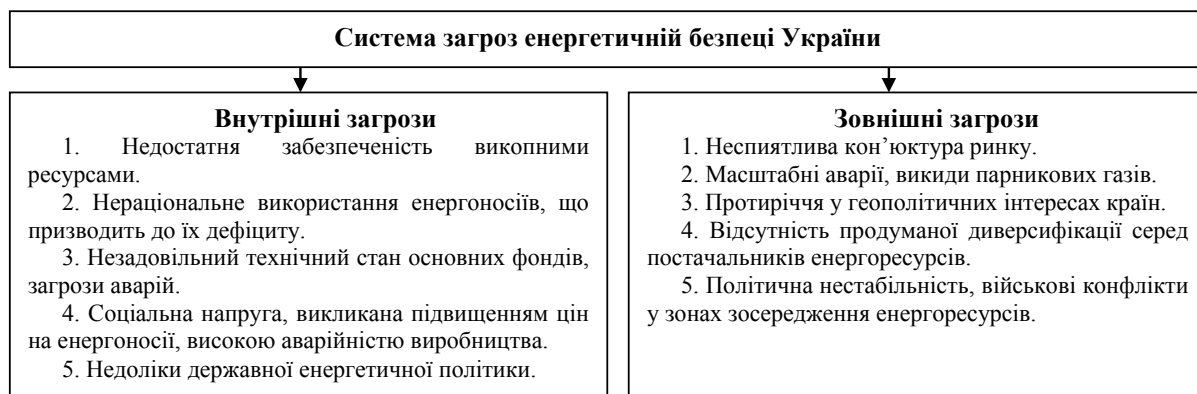 Система загроз енергетичній безпеці України
Внутрішні загрози
1. Недостатня забезпеченість викопними
ресурсами.
2. Нераціональне використання енергоносіїв, що
призводить до їх дефіциту.
3. Незадовільний технічний стан основних фондів,
загрози аварій.
4. Соціальна напруга, викликана підвищенням цін
на енергоносії, високою аварійністю виробництва.
5. Недоліки державної енергетичної політики.
Зовнішні загрози
1. Неспиятлива кон’юктура ринку.
2. Масштабні аварії, викиди парникових газів.
3. Протиріччя у геополітичних інтересах країн.
4. Відсутність продуманої диверсифікації серед
постачальників енергоресурсів.
5. Політична нестабільність, військові конфлікти
у зонах зосередження енергоресурсів.